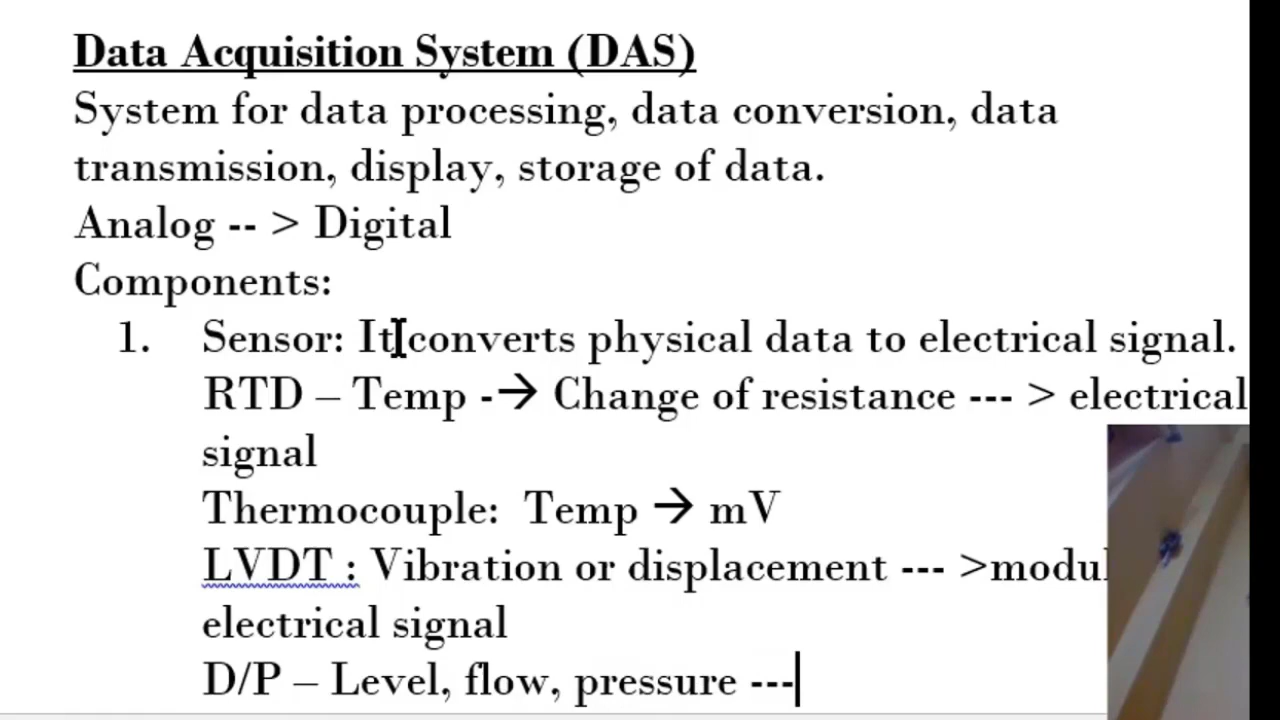 Data Acquisition System (DAS)
System for data processing, data conversion, data
transmission, display, storage of data.
Analog -- > Digital
Components:
1. Sensor: It converts physical data to electrical signal.
RTD – Temp -→ Change of resistance --- > electrical
signal
Thermocouple: Temp → mV
LVDT : Vibration or displacement --- >
electrical signal
D/P – Level, flow, pressure ---